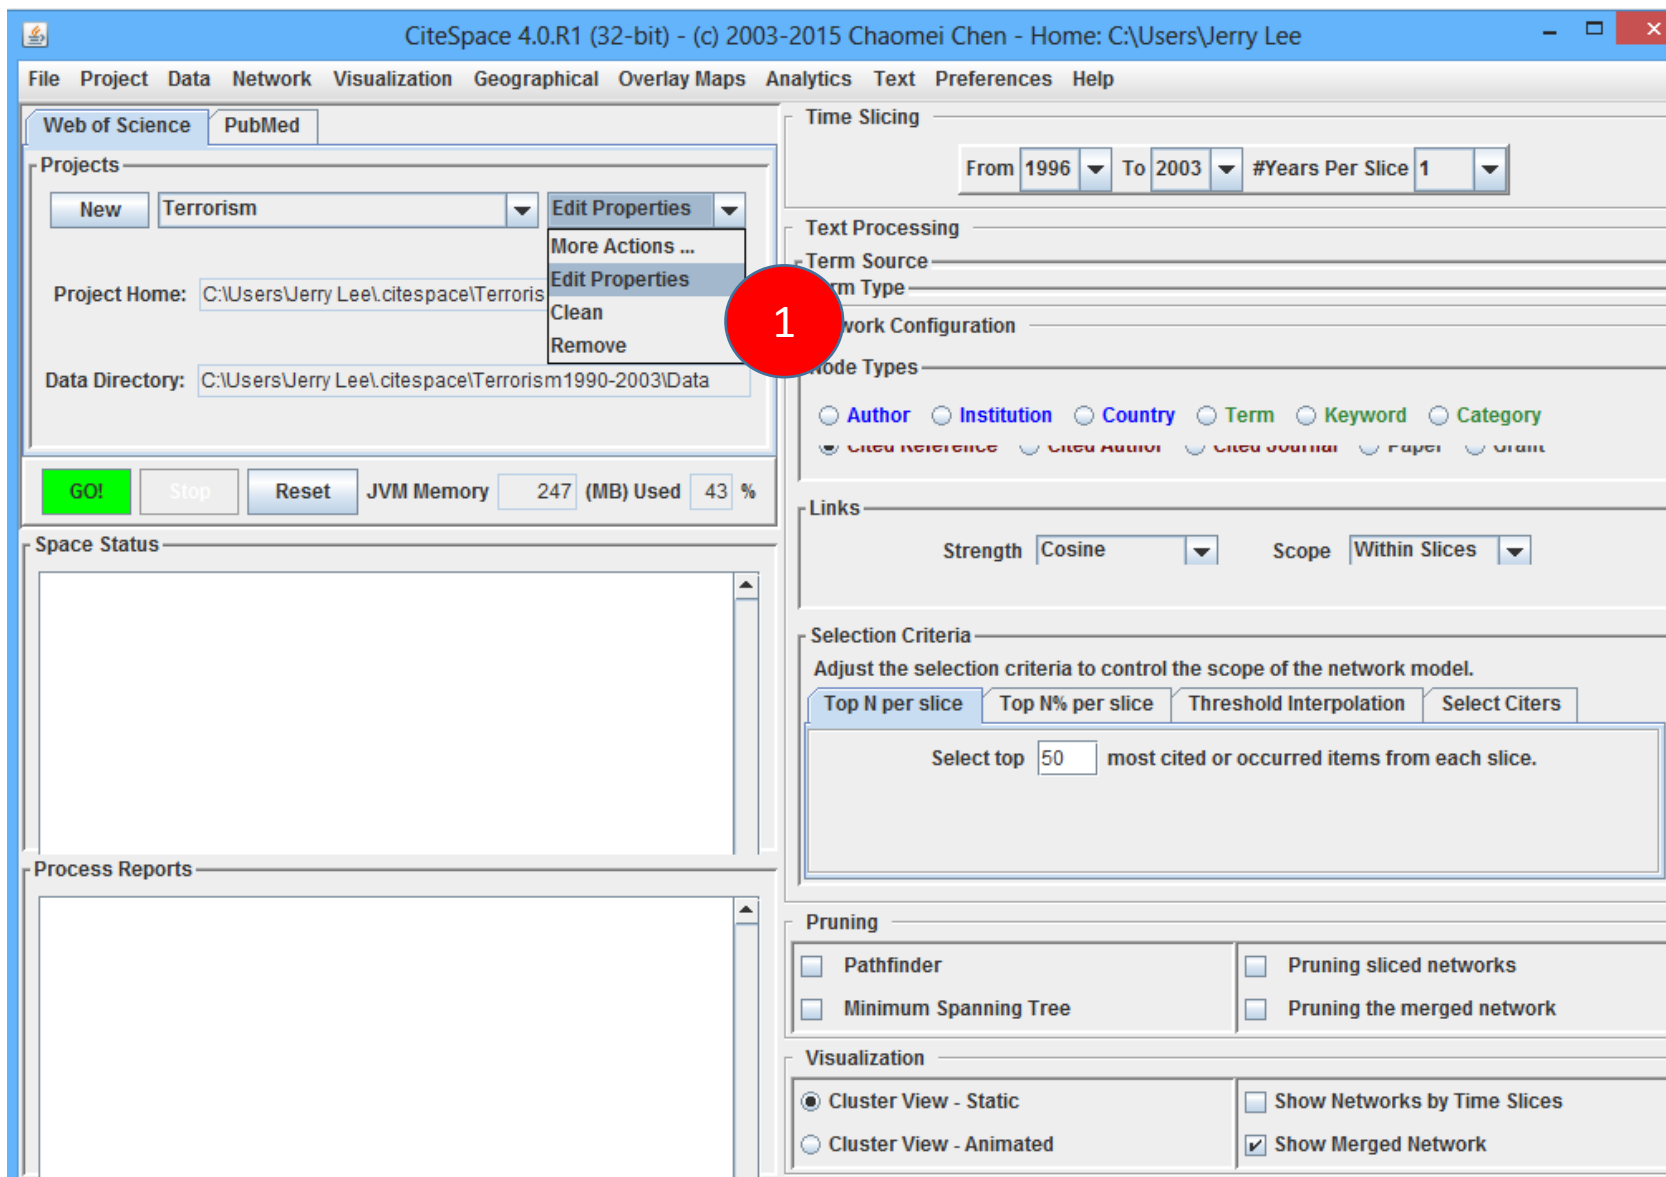 CiteSpace 4.0.R1 (32-bit) - (c) 2003-2015 Chaomei Chen - Home: C:\Users\Jerry Lee
File Project Data Network Visualization Geographical Overlay Maps Analytics Text Preferences Help
Web of Science PubMed
Projects
New Terrorism Edit Properties
More Actions ...
Edit Properties
Clean
Remove
Project Home: C:\Users\Jerry Lee\.citespace\Terroris
Data Directory: C:\Users\Jerry Lee\.citespace\Terrorism1990-2003\Data
GO! Stop Reset JVM Memory 247 (MB) Used 43 %
Space Status
Process Reports
1
Time Slicing
From 1996 To 2003 #Years Per Slice 1
Text Processing
Term Source
rm Type
work Configuration
Node Types
Author Institution Country Term Keyword Category
Cited Reference Cited Author Cited Journal Paper Grant
Links
Strength Cosine Scope Within Slices
Selection Criteria
Adjust the selection criteria to control the scope of the network model.
Top N per slice Top N% per slice Threshold Interpolation Select Citers
Select top 50 most cited or occurred items from each slice.
Pruning
Pathfinder Pruning sliced networks
Minimum Spanning Tree Pruning the merged network
Visualization
Cluster View - Static Show Networks by Time Slices
Cluster View - Animated Show Merged Network